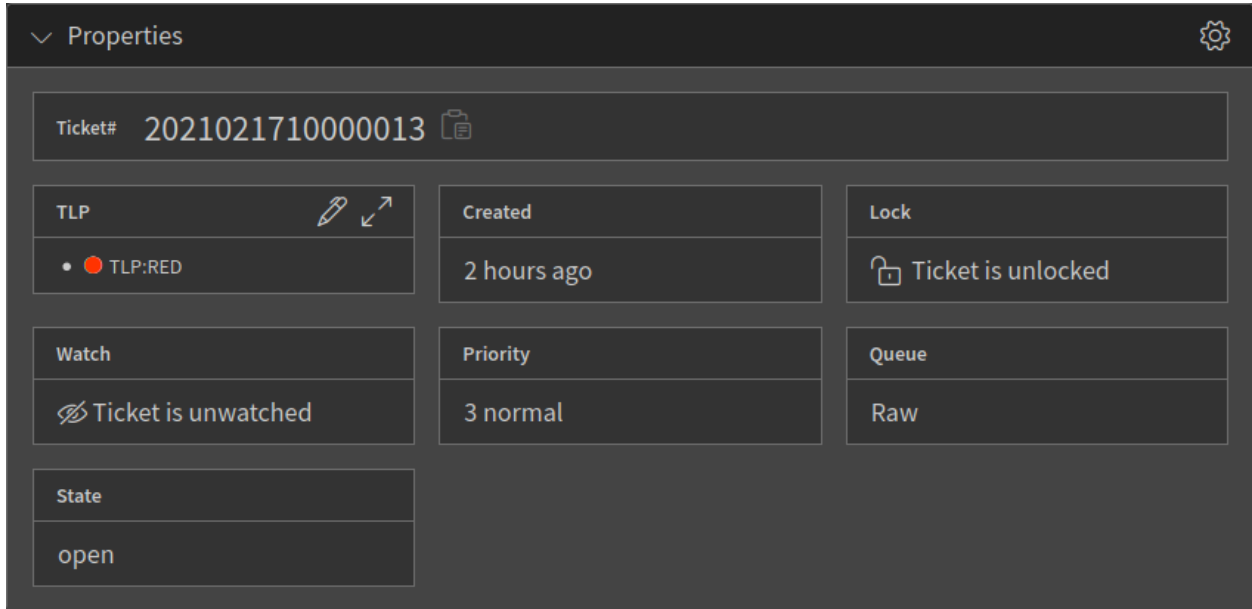 Properties
Ticket# 2021021710000013
TLP
TLP:RED
Created
2 hours ago
Lock
Ticket is unlocked
Watch
Ticket is unwatched
Priority
3 normal
Queue
Raw
State
open